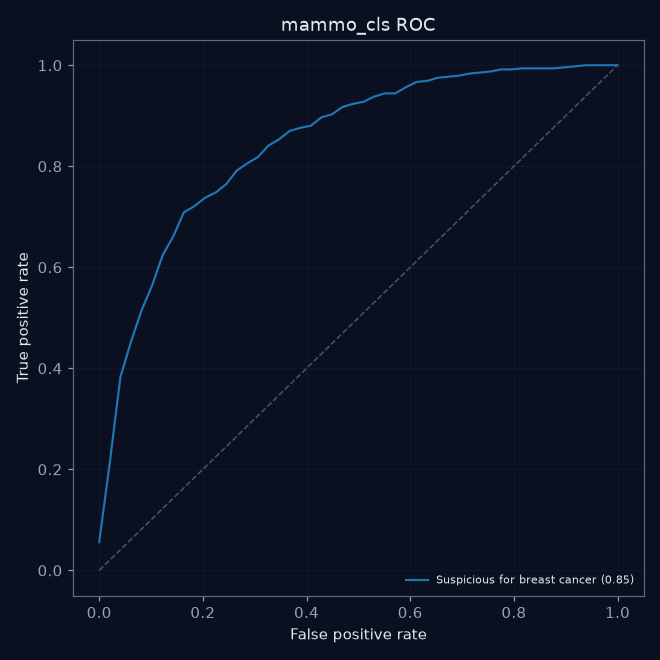 mammo_cls ROC
True positive rate
1.0
0.8
0.6
0.4
0.2
0.0
Suspicious for breast cancer (0.85)
0.0 0.2 0.4 0.6 0.8 1.0
False positive rate